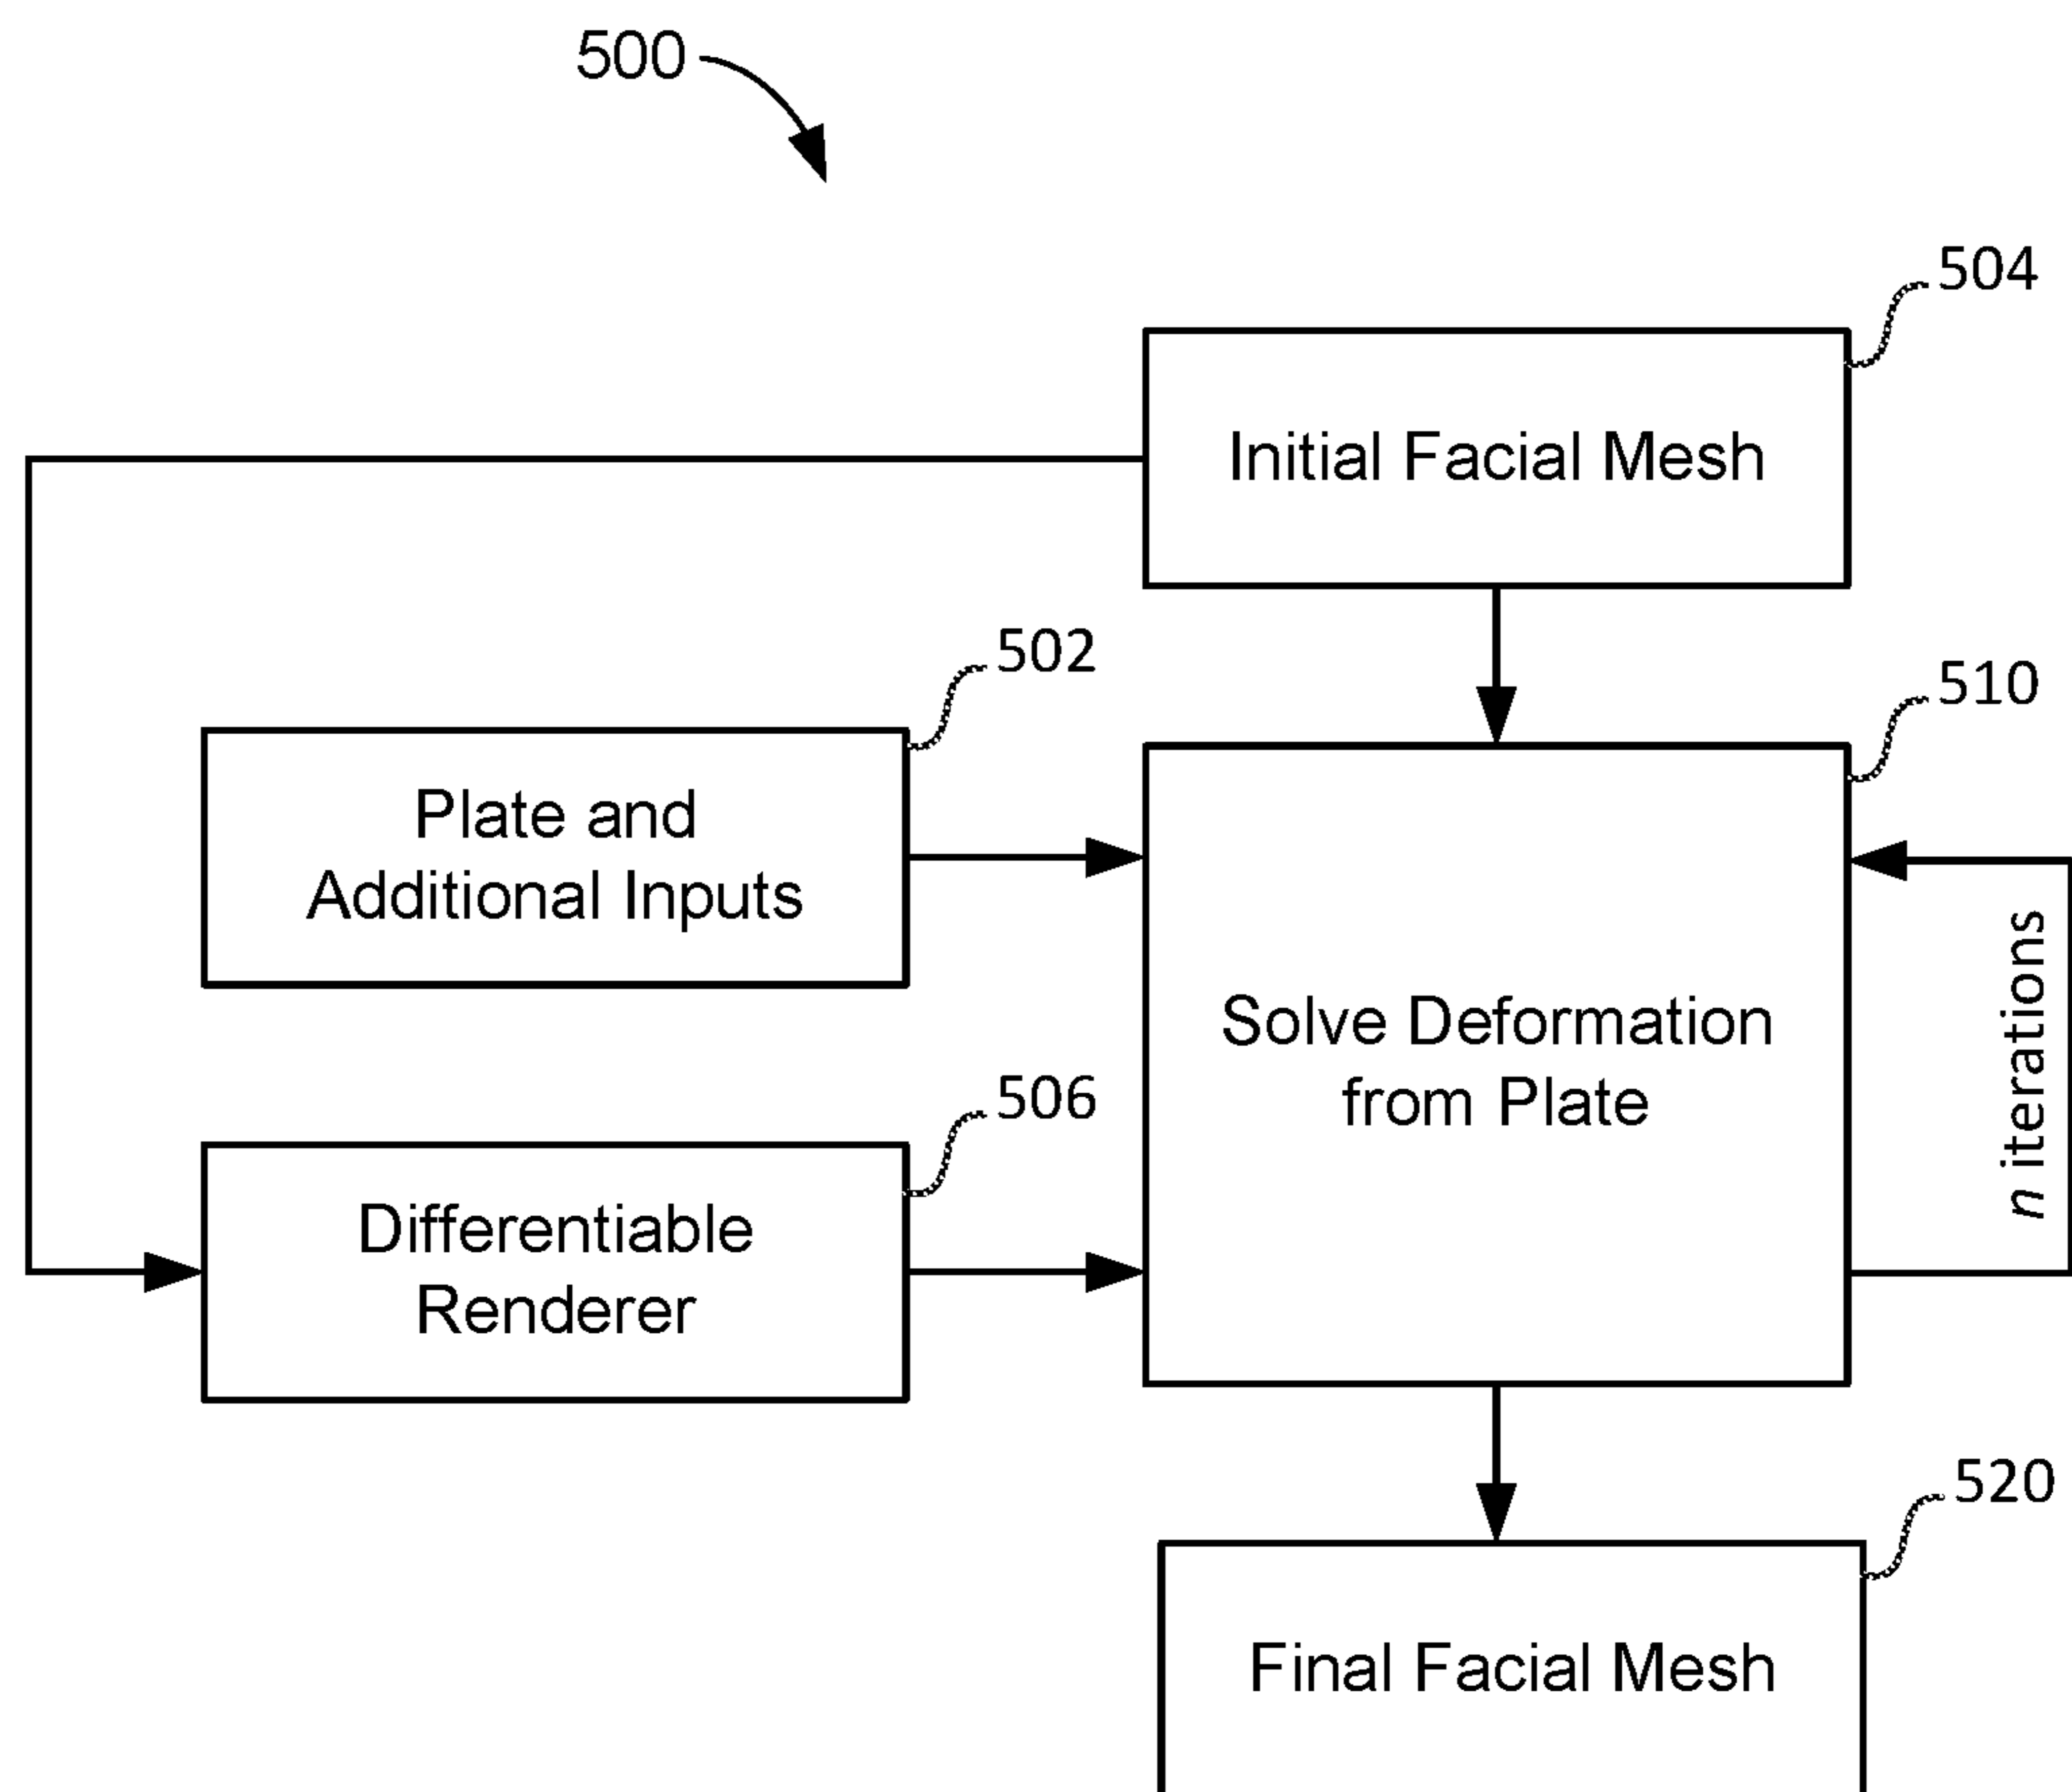 500
504
Initial Facial Mesh
502
510
Plate and
Additional Inputs
n iterations
Solve Deformation
from Plate
506
Differentiable
Renderer
520
Final Facial Mesh